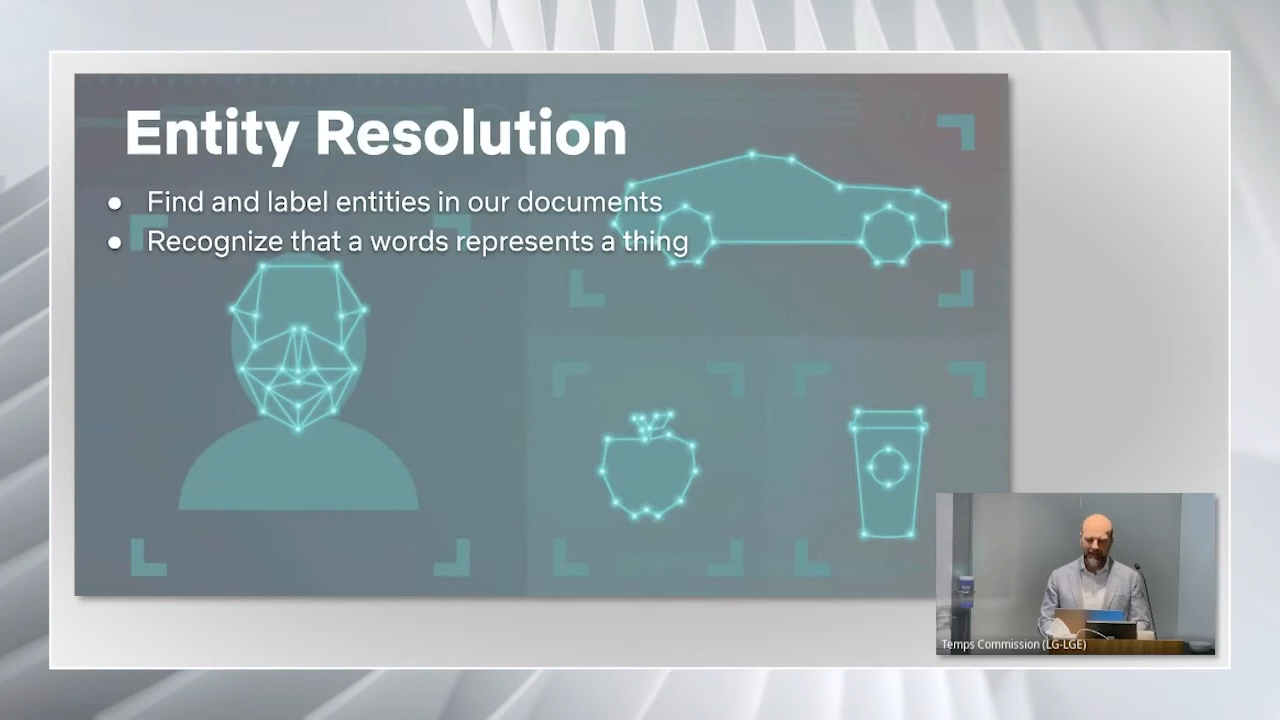 Entity Resolution
● Find and label entities in our documents
● Recognize that a words represents a thing
Temps Commission (LG-LGE)